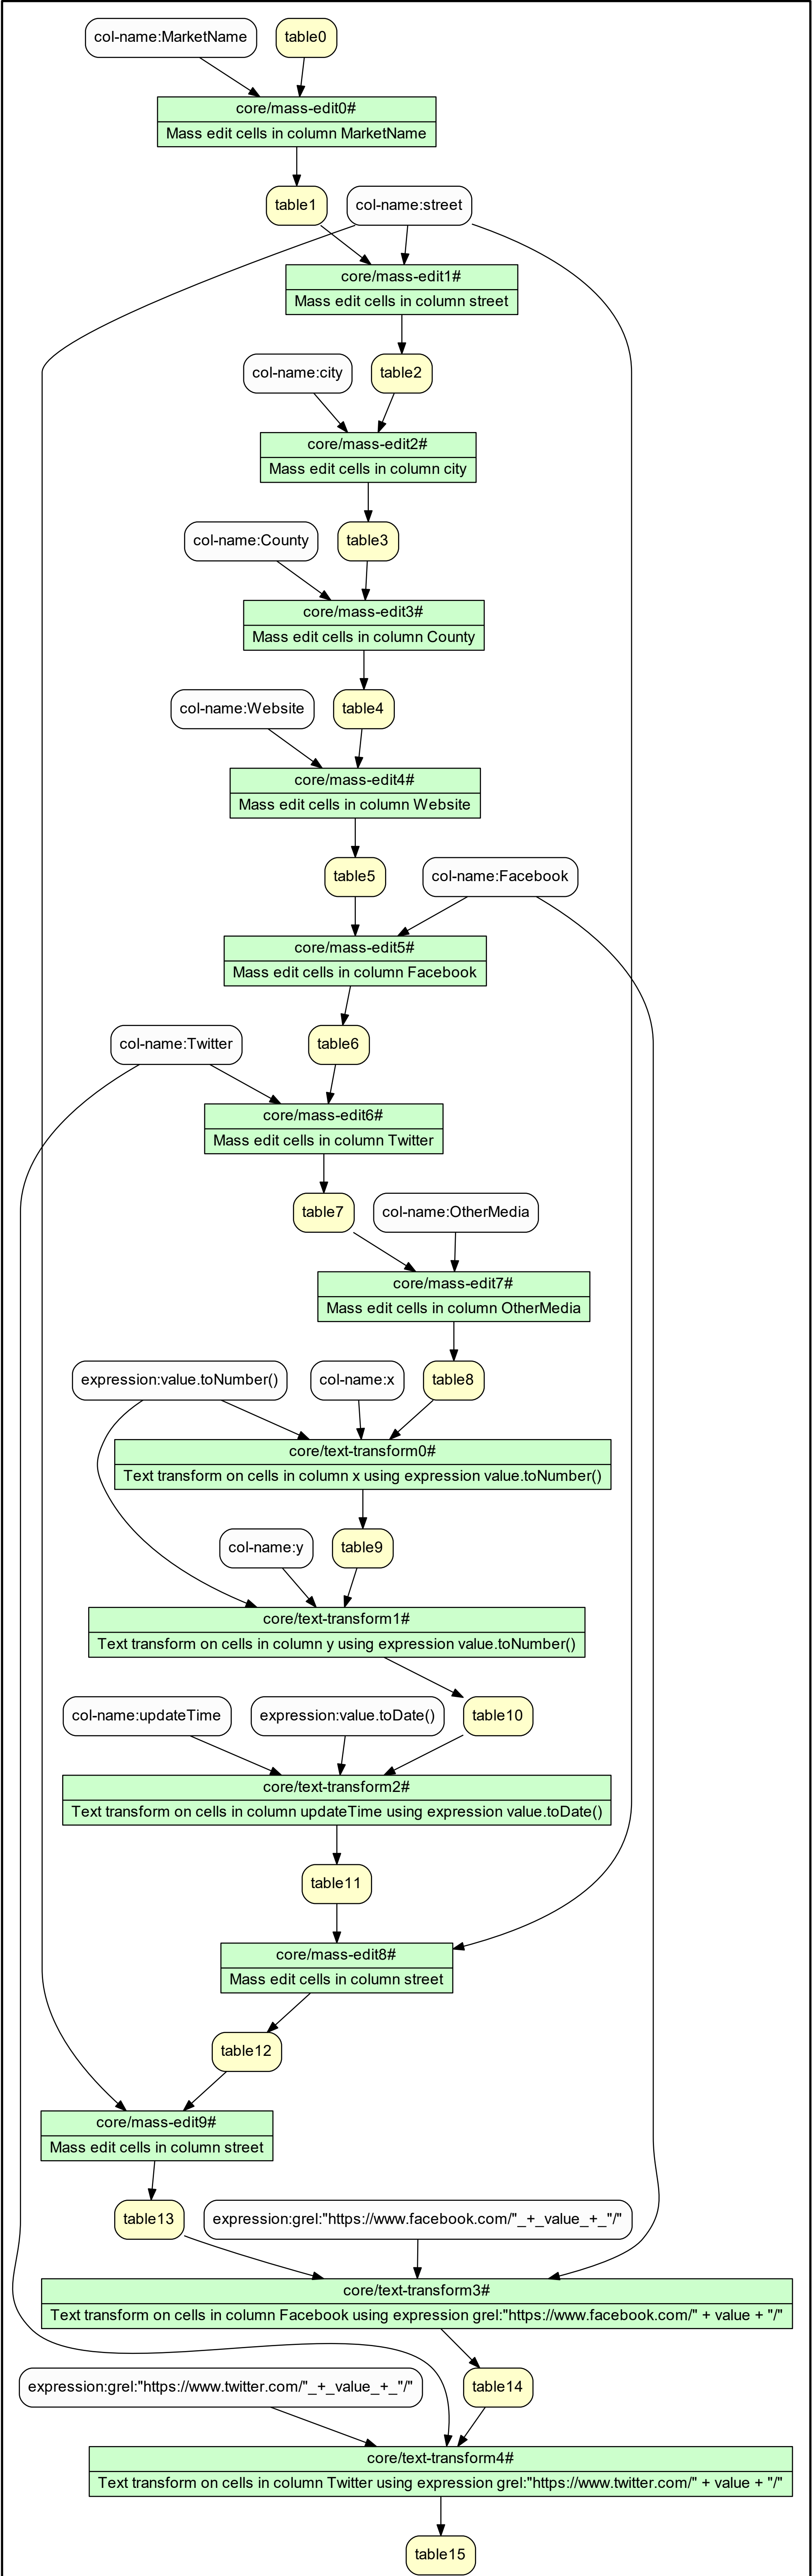 col-name:MarketName
table0
core/mass-edit0#
Mass edit cells in column MarketName
table1
col-name:street
core/mass-edit1#
Mass edit cells in column street
col-name:city
table2
core/mass-edit2#
Mass edit cells in column city
col-name:County
table3
core/mass-edit3#
Mass edit cells in column County
col-name:Website
table4
core/mass-edit4#
Mass edit cells in column Website
table5
col-name:Facebook
core/mass-edit5#
Mass edit cells in column Facebook
col-name:Twitter
table6
core/mass-edit6#
Mass edit cells in column Twitter
table7
col-name:OtherMedia
core/mass-edit7#
Mass edit cells in column OtherMedia
expression:value.toNumber()
col-name:x
table8
core/text-transform0#
Text transform on cells in column x using expression value.toNumber()
col-name:y
table9
core/text-transform1#
Text transform on cells in column y using expression value.toNumber()
col-name:updateTime
expression:value.toDate()
table10
core/text-transform2#
Text transform on cells in column updateTime using expression value.toDate()
table11
core/mass-edit8#
Mass edit cells in column street
table12
core/mass-edit9#
Mass edit cells in column street
table13
expression:grel:"https://www.facebook.com/"_+_value_+_"/"
core/text-transform3#
Text transform on cells in column Facebook using expression grel:"https://www.facebook.com/" + value + "/"
expression:grel:"https://www.twitter.com/"_+_value_+_"/"
table14
core/text-transform4#
Text transform on cells in column Twitter using expression grel:"https://www.twitter.com/" + value + "/"
table15